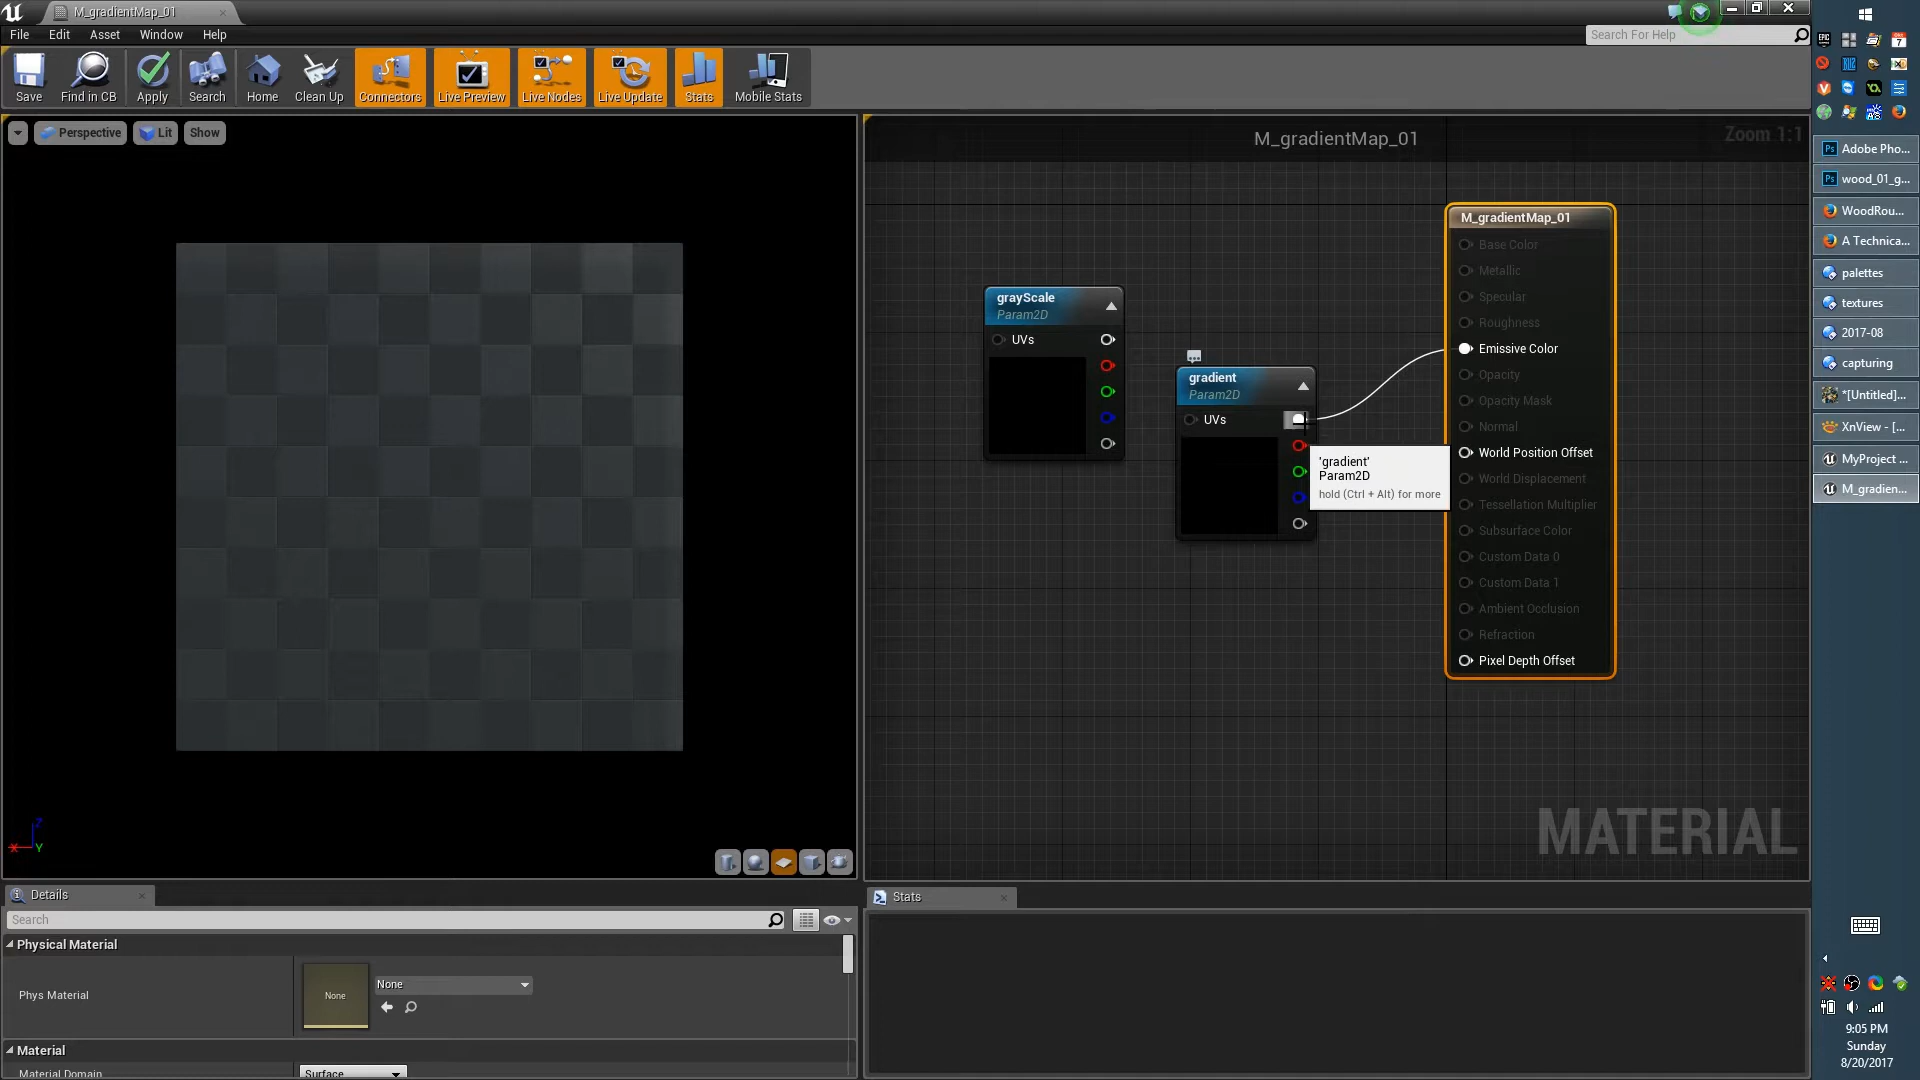 M_gradientMap_01
File Edit Asset Window Help
Search For Help
Save Find in CB Apply Search Home Clean Up Connectors Live Preview Live Nodes Live Update Stats Mobile Stats
Perspective Lit Show
M_gradientMap_01
Zoom 1:1
grayScale
Param2D
UVs
gradient
Param2D
UVs
'gradient'
Param2D
hold (Ctrl + Alt) for more
M_gradientMap_01
Base Color
Metallic
Specular
Roughness
Emissive Color
Opacity
Opacity Mask
Normal
World Position Offset
World Displacement
Tessellation Multiplier
Subsurface Color
Custom Data 0
Custom Data 1
Ambient Occlusion
Refraction
Pixel Depth Offset
MATERIAL
Z
X
Y
Details
Search
Physical Material
Phys Material
None
None
Material
Material Domain
Surface
Stats
Adobe Pho...
wood_01_g...
WoodRou...
A Technica...
palettes
textures
2017-08
capturing
*[Untitled]...
XnView - [...
MyProject ...
M_gradien...
9:05 PM
Sunday
8/20/2017